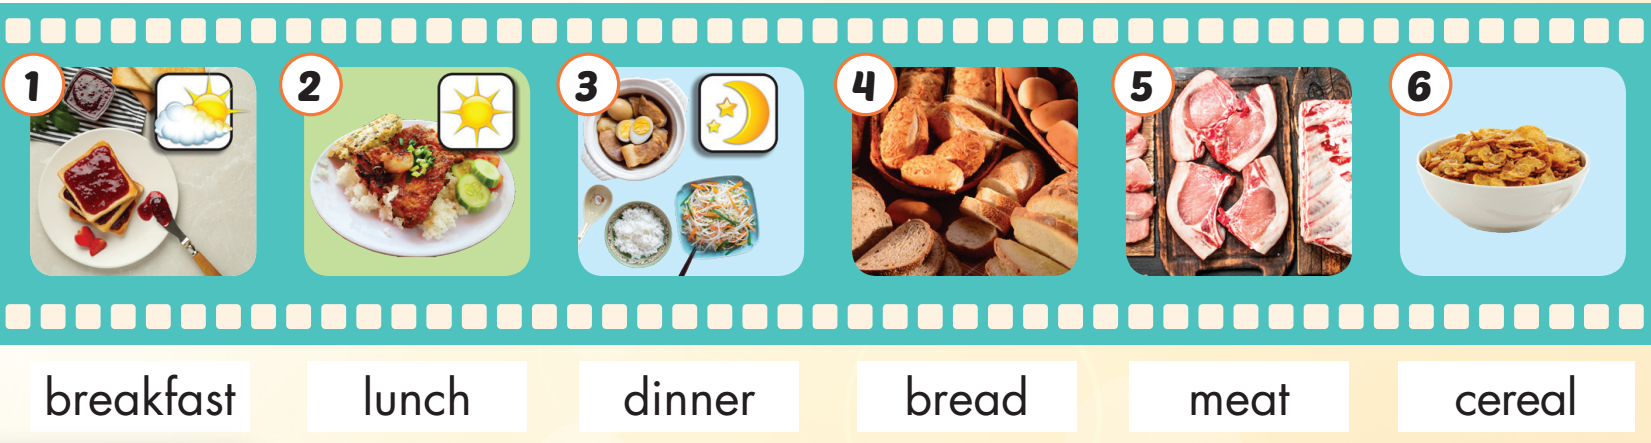 1 2 3 4 5 6
breakfast lunch dinner bread meat cereal